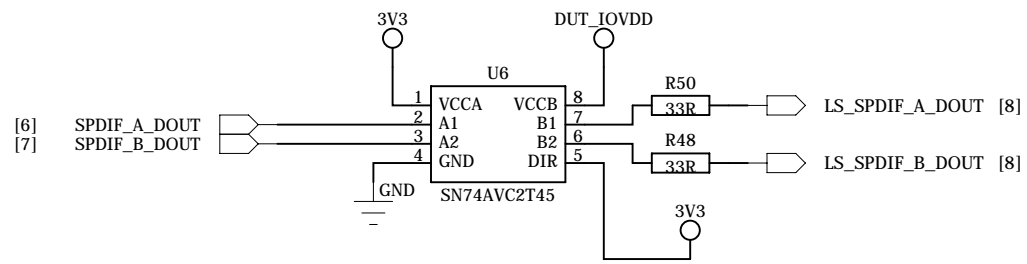 3V3 DUT_IOVDD
U6
R50
1 VCCA VCCB 8
33R LS_SPDIF_A_DOUT [8]
[6] SPDIF_A_DOUT 2 A1 B1 7
[7] SPDIF_B_DOUT 3 A2 B2 6
R48
4 GND DIR 5
33R LS_SPDIF_B_DOUT [8]
GND SN74AVC2T45
3V3